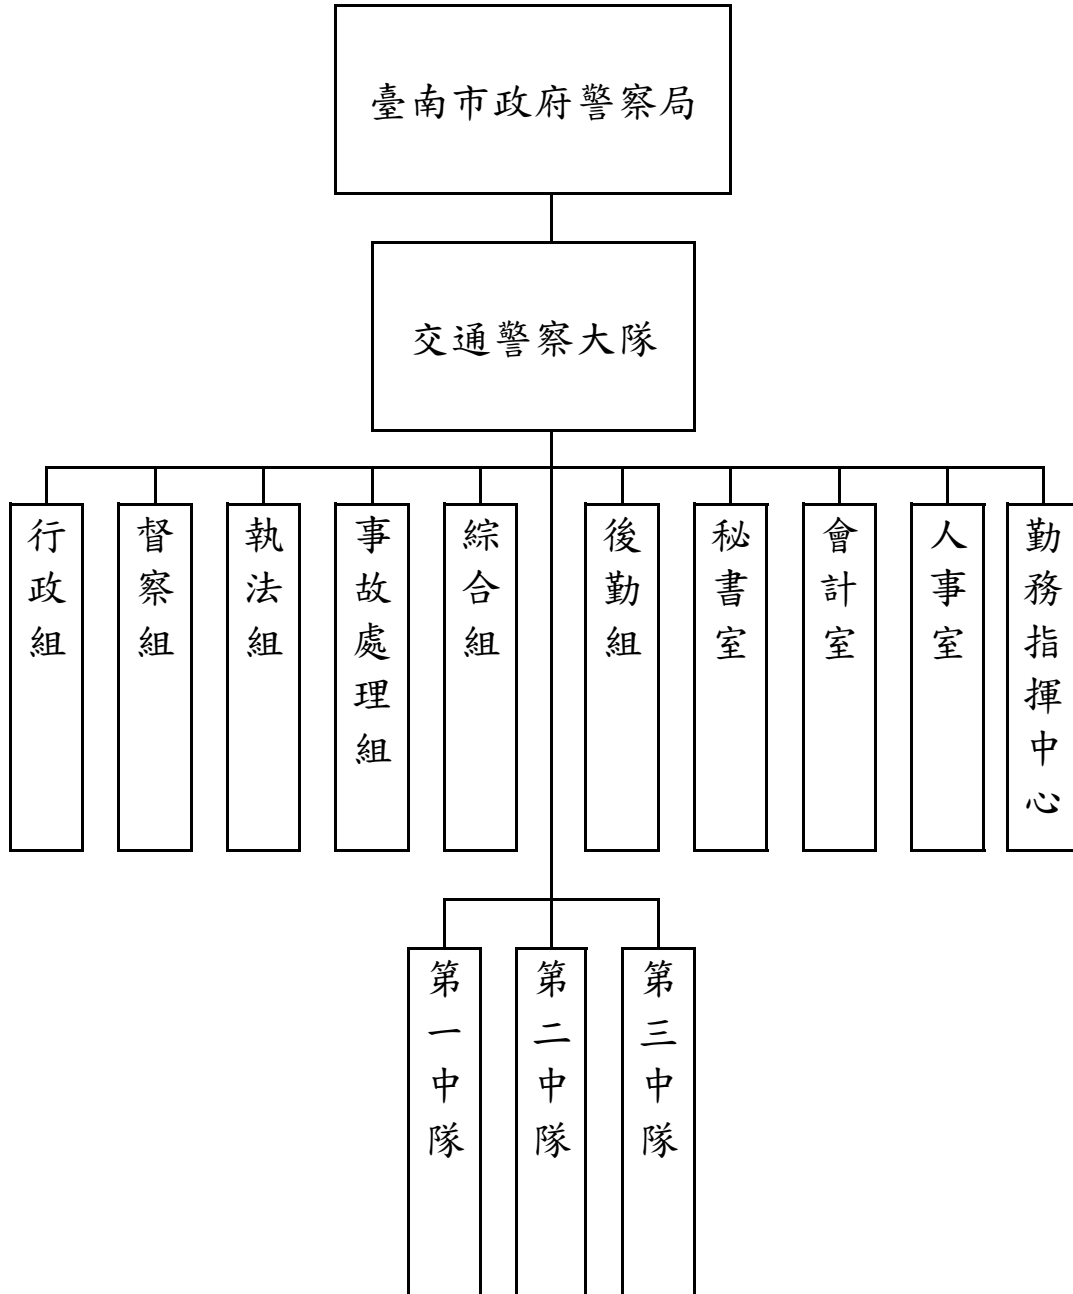 臺南市政府警察局
交通警察大隊
行政組
督察組
執法組
事故處理組
綜合組
後勤組
秘書室
會計室
人事室
勤務指揮中心
第一中隊
第二中隊
第三中隊